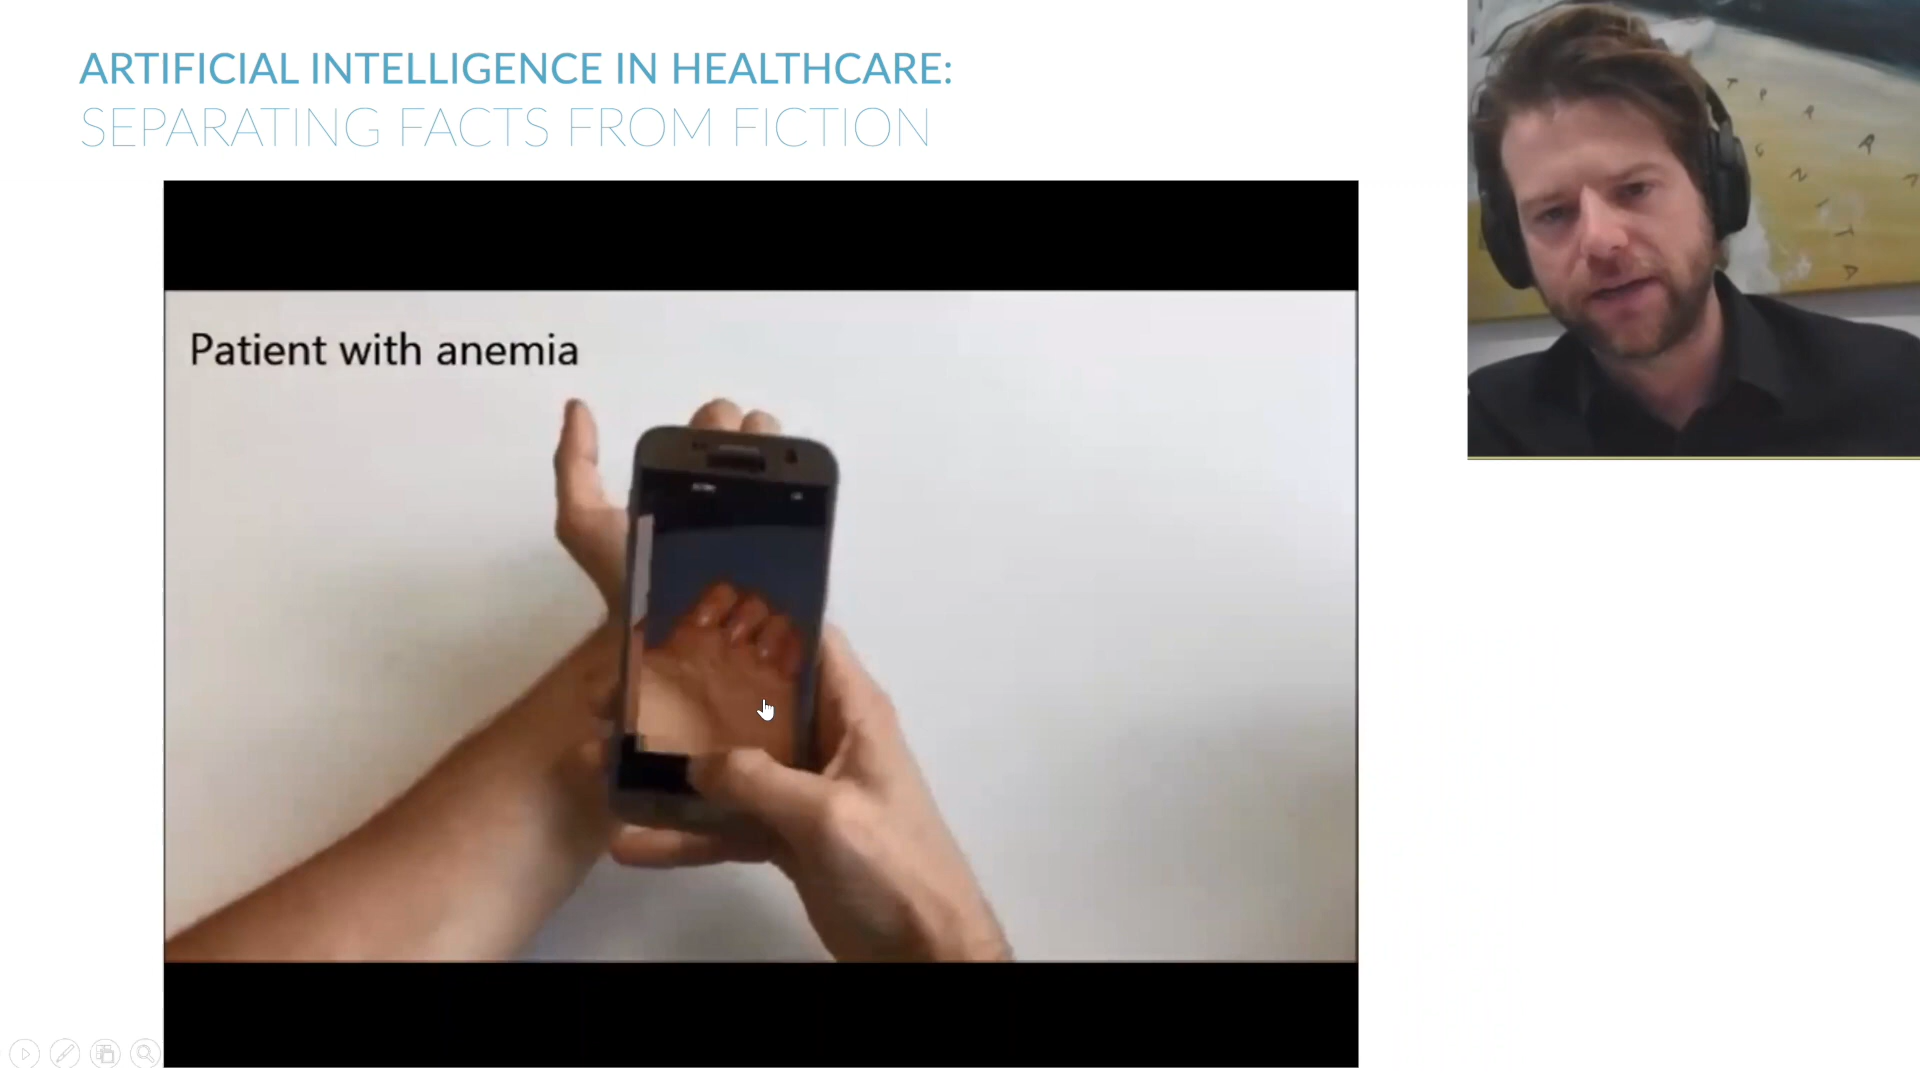 ARTIFICIAL INTELLIGENCE IN HEALTHCARE:
SEPARATING FACTS FROM FICTION
Patient with anemia